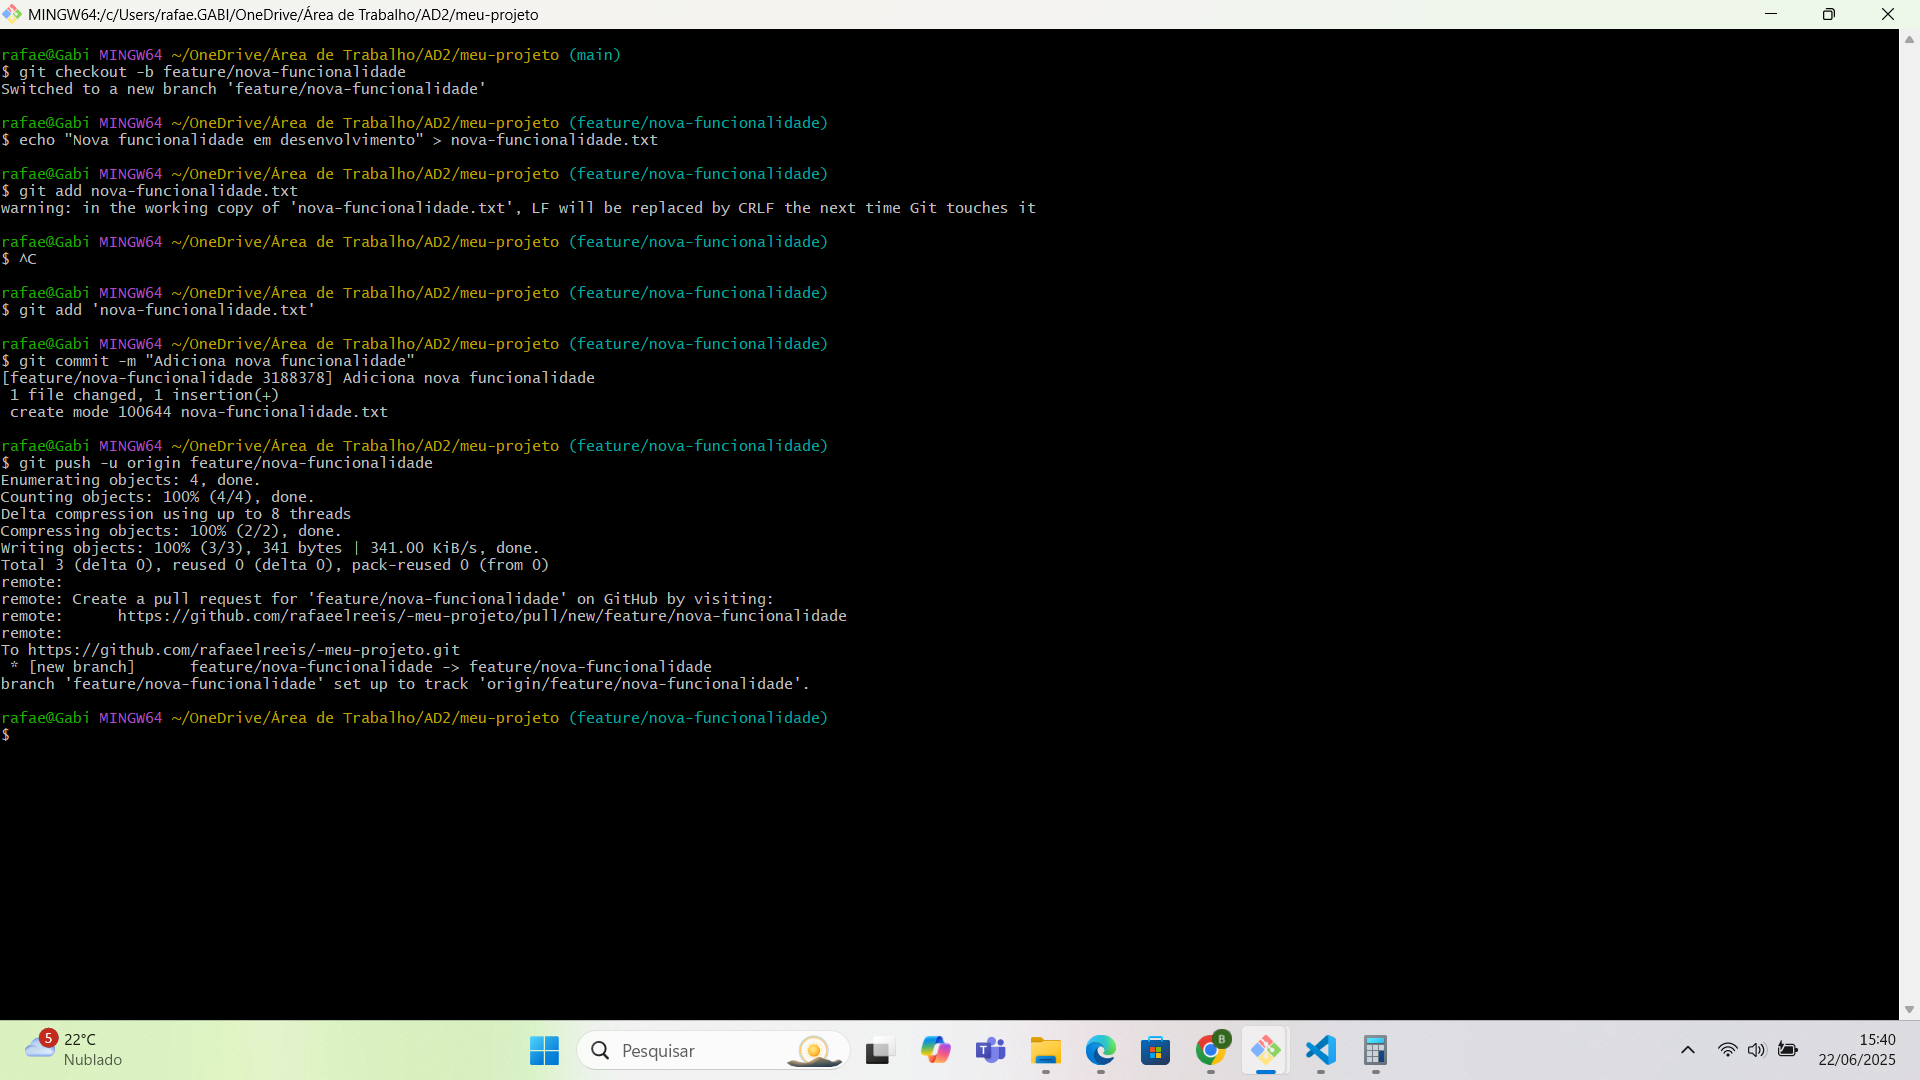 MINGW64:/c/Users/rafae.GABI/OneDrive/Área de Trabalho/AD2/meu-projeto
rafae@Gabi MINGW64 ~/OneDrive/Área de Trabalho/AD2/meu-projeto (main)
$ git checkout -b feature/nova-funcionalidade
Switched to a new branch 'feature/nova-funcionalidade'
rafae@Gabi MINGW64 ~/OneDrive/Área de Trabalho/AD2/meu-projeto (feature/nova-funcionalidade)
$ echo "Nova funcionalidade em desenvolvimento" > nova-funcionalidade.txt
rafae@Gabi MINGW64 ~/OneDrive/Área de Trabalho/AD2/meu-projeto (feature/nova-funcionalidade)
$ git add nova-funcionalidade.txt
warning: in the working copy of 'nova-funcionalidade.txt', LF will be replaced by CRLF the next time Git touches it
rafae@Gabi MINGW64 ~/OneDrive/Área de Trabalho/AD2/meu-projeto (feature/nova-funcionalidade)
$ ^C
rafae@Gabi MINGW64 ~/OneDrive/Área de Trabalho/AD2/meu-projeto (feature/nova-funcionalidade)
$ git add 'nova-funcionalidade.txt'
rafae@Gabi MINGW64 ~/OneDrive/Área de Trabalho/AD2/meu-projeto (feature/nova-funcionalidade)
$ git commit -m "Adiciona nova funcionalidade"
[feature/nova-funcionalidade 3188378] Adiciona nova funcionalidade
1 file changed, 1 insertion(+)
create mode 100644 nova-funcionalidade.txt
rafae@Gabi MINGW64 ~/OneDrive/Área de Trabalho/AD2/meu-projeto (feature/nova-funcionalidade)
$ git push -u origin feature/nova-funcionalidade
Enumerating objects: 4, done.
Counting objects: 100% (4/4), done.
Delta compression using up to 8 threads
Compressing objects: 100% (2/2), done.
Writing objects: 100% (3/3), 341 bytes | 341.00 KiB/s, done.
Total 3 (delta 0), reused 0 (delta 0), pack-reused 0 (from 0)
remote:
remote: Create a pull request for 'feature/nova-funcionalidade' on GitHub by visiting:
remote:      https://github.com/rafaeelreeis/-meu-projeto/pull/new/feature/nova-funcionalidade
remote:
To https://github.com/rafaeelreeis/-meu-projeto.git
* [new branch]      feature/nova-funcionalidade -> feature/nova-funcionalidade
branch 'feature/nova-funcionalidade' set up to track 'origin/feature/nova-funcionalidade'.
rafae@Gabi MINGW64 ~/OneDrive/Área de Trabalho/AD2/meu-projeto (feature/nova-funcionalidade)
$
5
22°C
Nublado
Pesquisar
B
15:40
22/06/2025